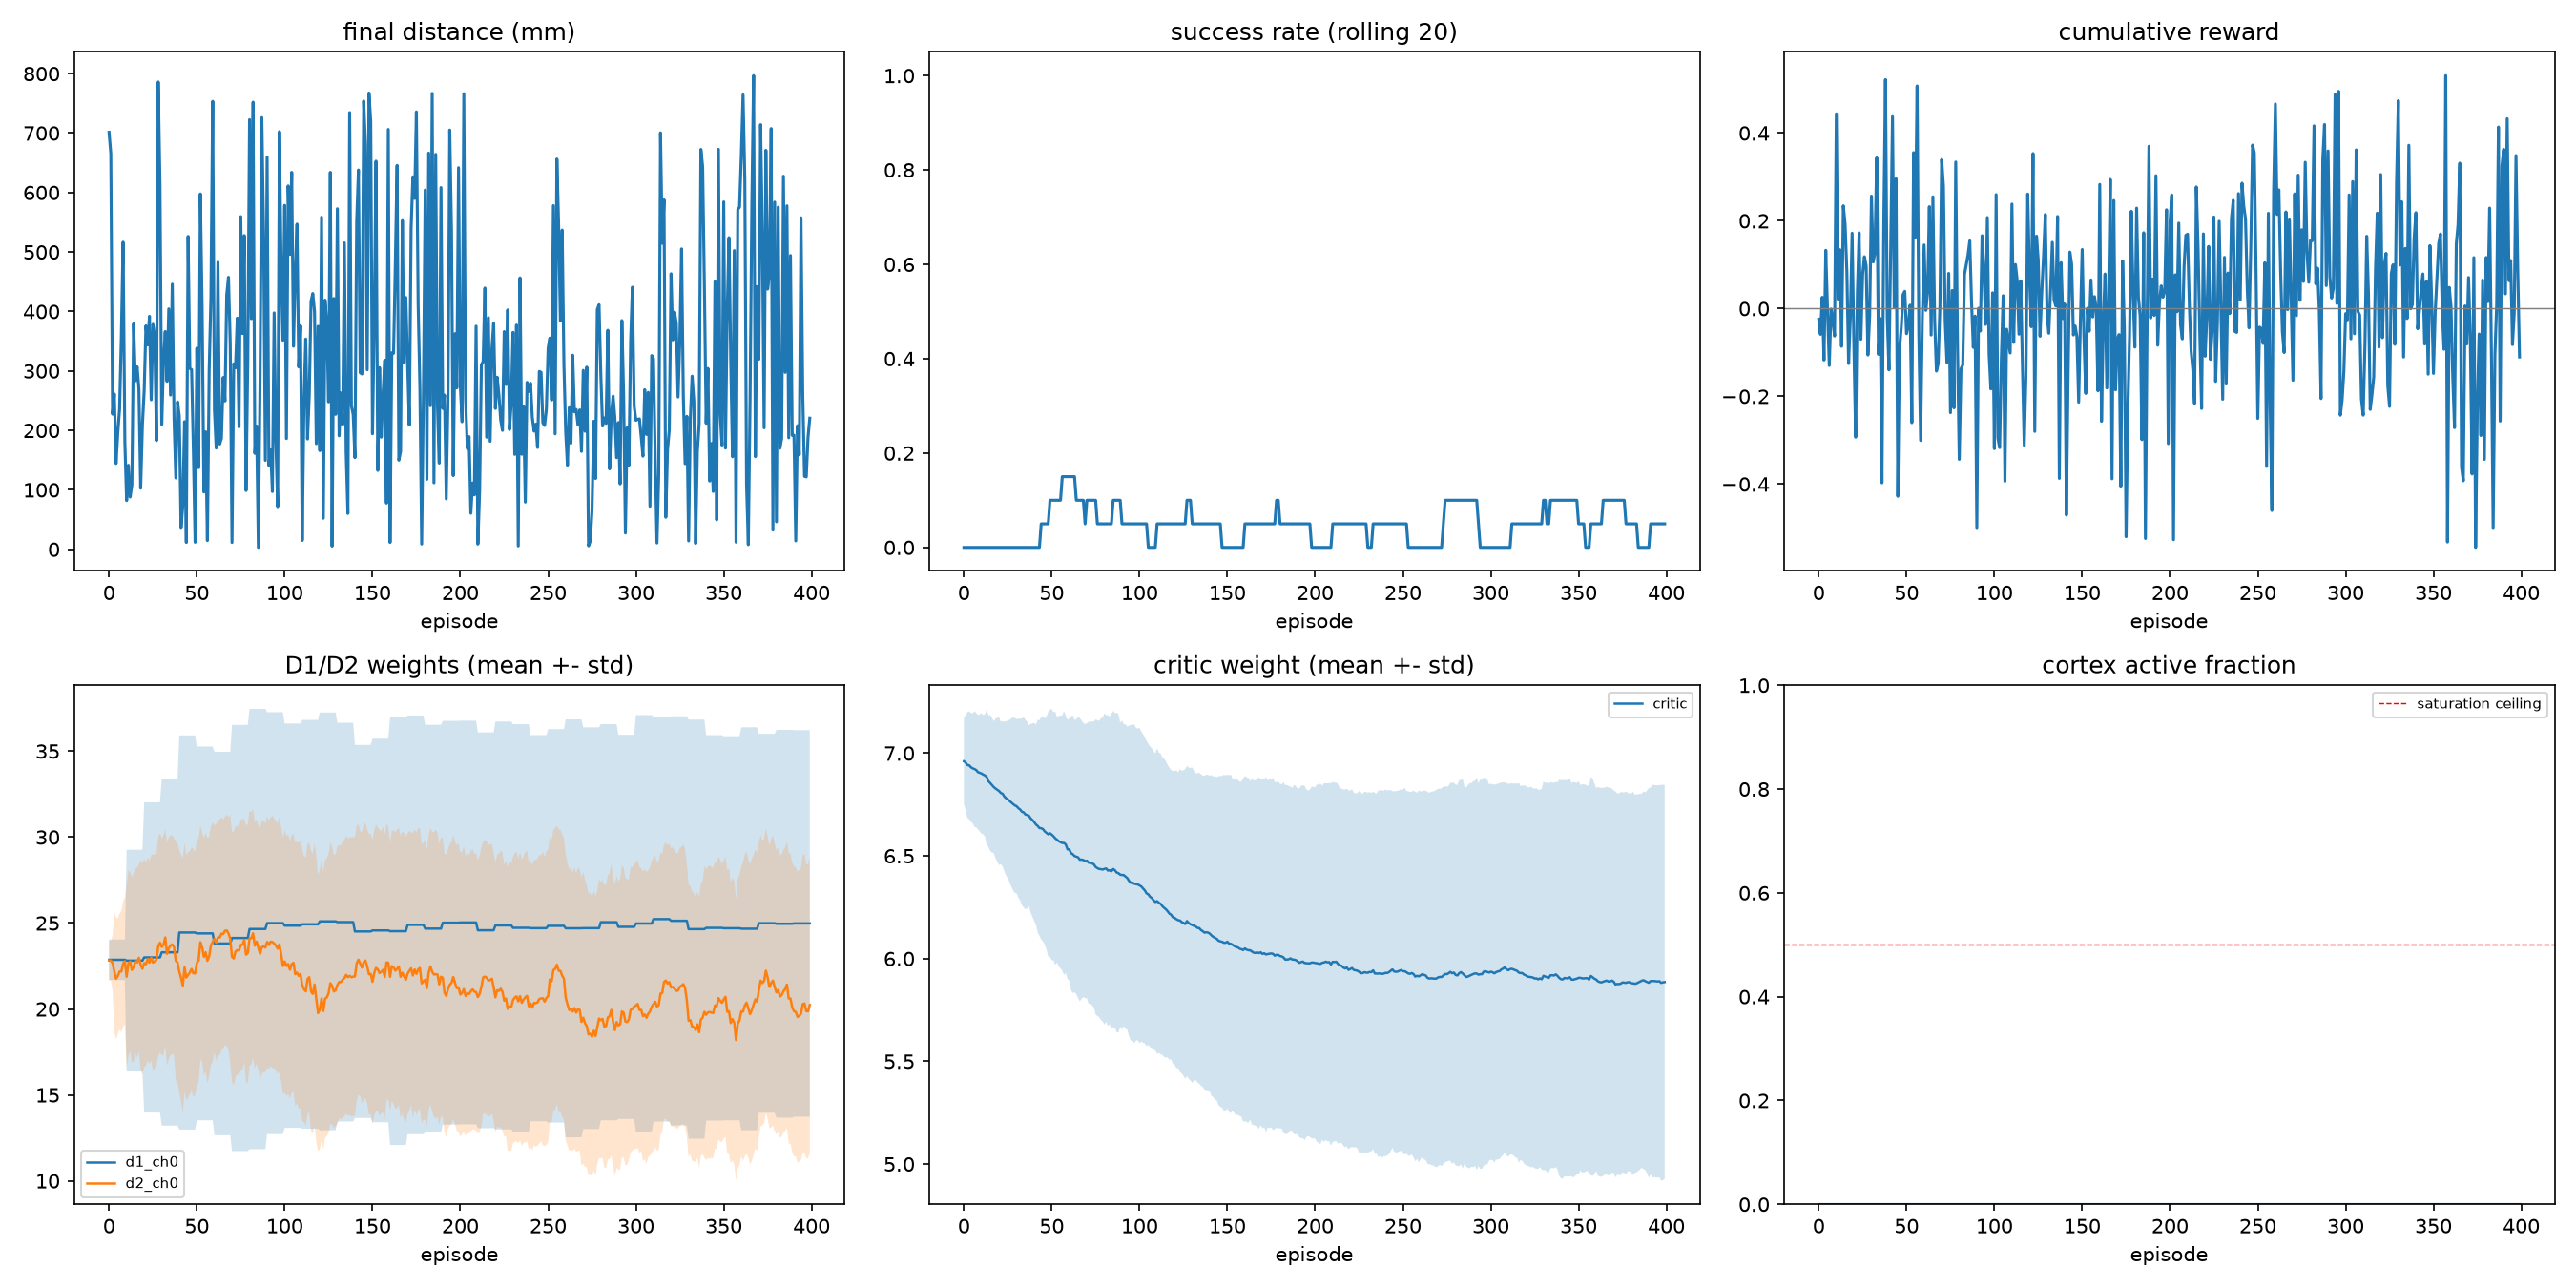 final distance (mm)
success rate (rolling 20)
cumulative reward
800
700
600
500
400
300
200
100
0
1.0
0.8
0.6
0.4
0.2
0.0
0.4
0.2
0.0
−0.2
−0.4
0 50 100 150 200 250 300 350 400
0 50 100 150 200 250 300 350 400
0 50 100 150 200 250 300 350 400
episode
episode
episode
D1/D2 weights (mean +- std)
critic weight (mean +- std)
cortex active fraction
35
30
25
20
15
10
d1_ch0
d2_ch0
critic
7.0
6.5
6.0
5.5
5.0
saturation ceiling
1.0
0.8
0.6
0.4
0.2
0.0
0 50 100 150 200 250 300 350 400
0 50 100 150 200 250 300 350 400
0 50 100 150 200 250 300 350 400
episode
episode
episode